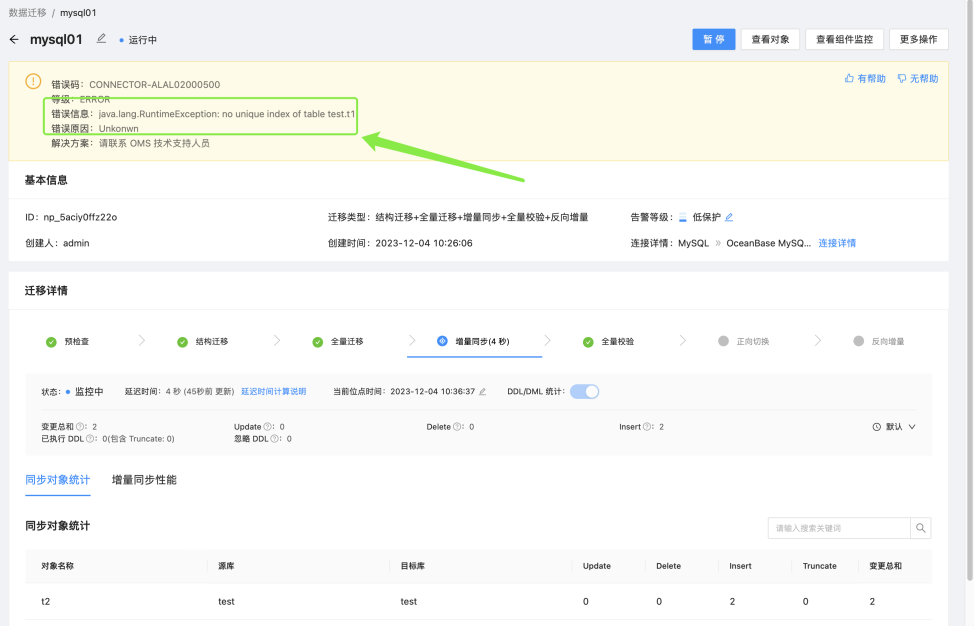 数据迁移 / mysql01
mysql01 运行中 暂 停 查看对象 查看组件监控 更多操作
错误码: CONNECTOR-ALAL02000500 有帮助 无帮助
等级: ERROR
错误信息: java.lang.RuntimeException: no unique index of table test.t1
错误原因: Unkonwn
解决方案: 请联系 OMS 技术支持人员
基本信息
ID: np_5aciy0ffz22o 迁移类型: 结构迁移+全量迁移+增量同步+全量校验+反向增量 告警等级: 低保护
创建人: admin 创建时间: 2023-12-04 10:26:06 连接详情: MySQL » OceanBase MySQ... 连接详情
迁移详情
预检查 结构迁移 全量迁移 增量同步(4 秒) 全量校验 正向切换 反向增量
状态: 监控中 延迟时间: 4 秒 (45秒前 更新) 延迟时间计算说明 当前位点时间: 2023-12-04 10:36:37 DDL/DML 统计:
变更总和 : 2 Update : 0 Delete : 0 Insert : 2 默认
已执行 DDL : 0(包含 Truncate: 0) 忽略 DDL : 0
同步对象统计 增量同步性能
同步对象统计 请输入搜索关键词
对象名称 源库 目标库 Update Delete Insert Truncate 变更总和
t2 test test 0 0 2 0 2